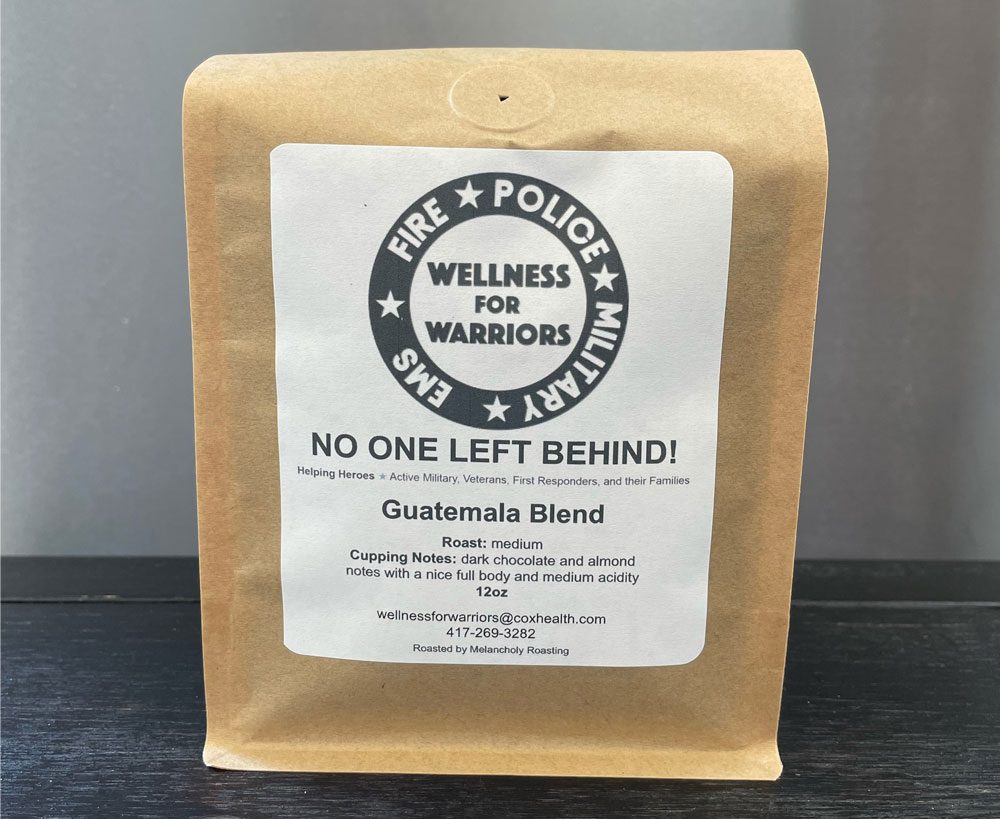 FIRE ★ POLICE ★ MILITARY ★ EMS ★
WELLNESS
FOR
WARRIORS
NO ONE LEFT BEHIND!
Helping Heroes ★ Active Military, Veterans, First Responders, and their Families
Guatemala Blend
Roast: medium
Cupping Notes: dark chocolate and almond
notes with a nice full body and medium acidity
12oz
wellnessforwarriors@coxhealth.com
417-269-3282
Roasted by Melancholy Roasting